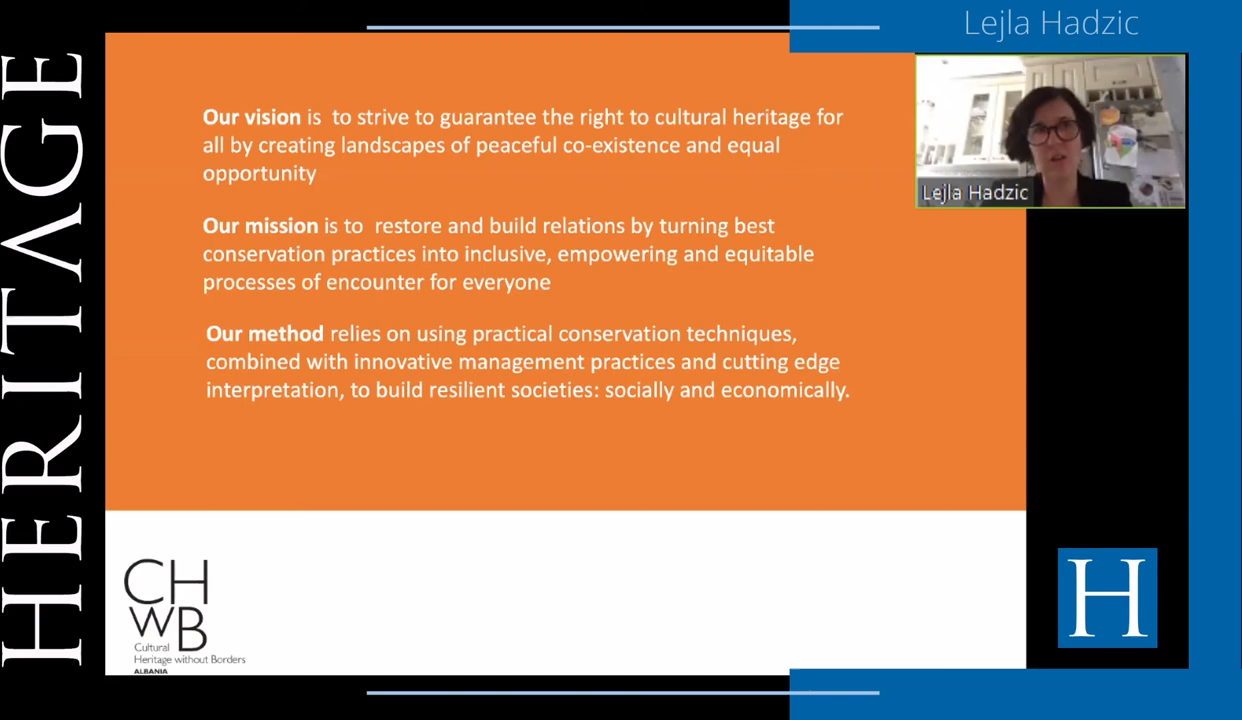 HERITAGE
Lejla Hadzic
Our vision is to strive to guarantee the right to cultural heritage for
all by creating landscapes of peaceful co-existence and equal
opportunity
Our mission is to restore and build relations by turning best
conservation practices into inclusive, empowering and equitable
processes of encounter for everyone
Our method relies on using practical conservation techniques,
combined with innovative management practices and cutting edge
interpretation, to build resilient societies: socially and economically.
Lejla Hadzic
CH
WB
Cultural
Heritage without Borders
ALBANIA
H